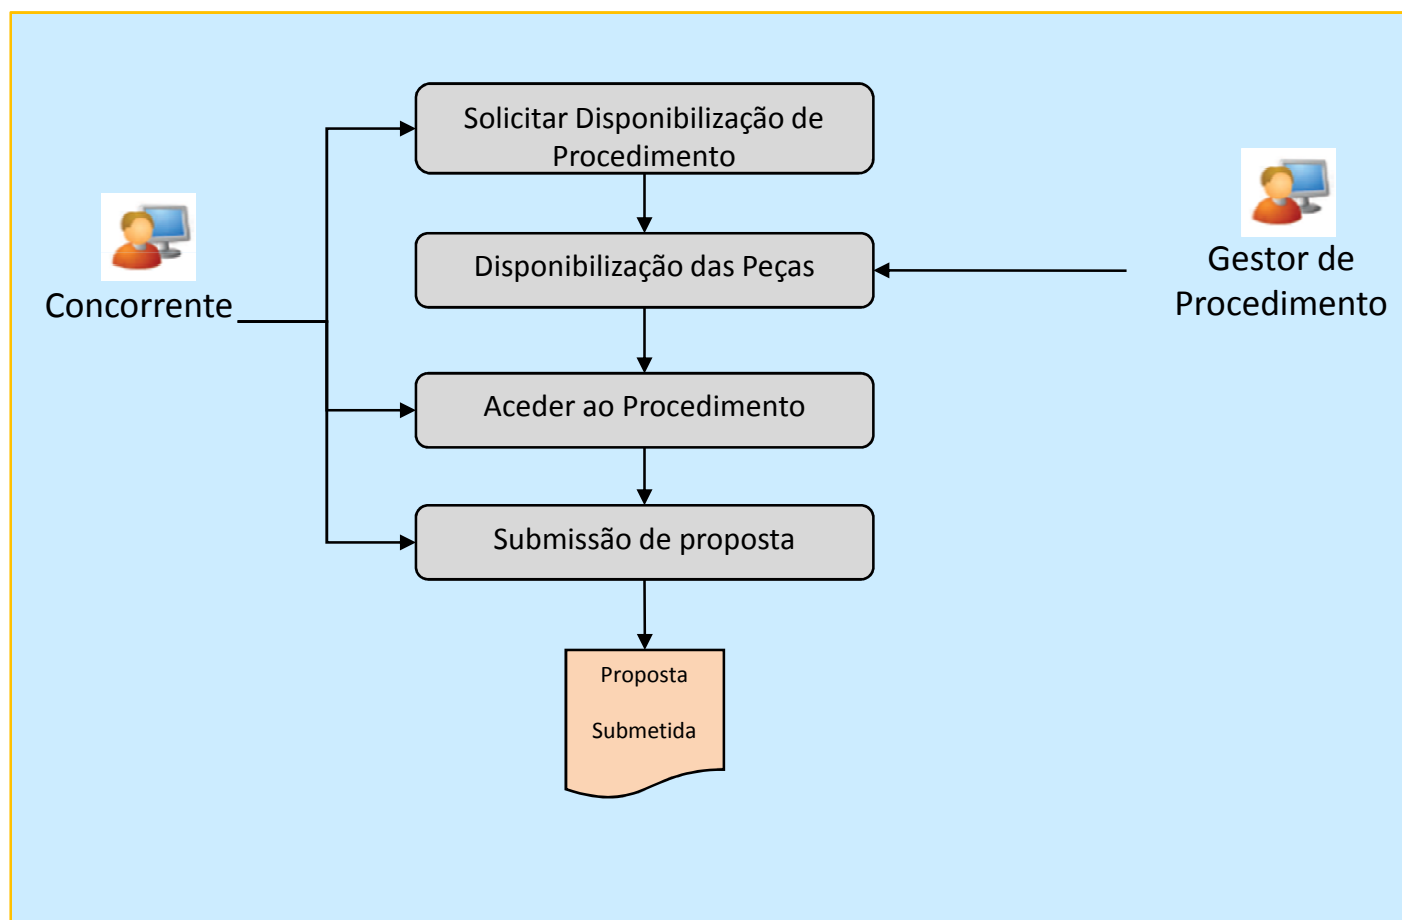 Solicitar Disponibilização de
Procedimento
Concorrente
Disponibilização das Peças
Gestor de
Procedimento
Aceder ao Procedimento
Submissão de proposta
Proposta
Submetida